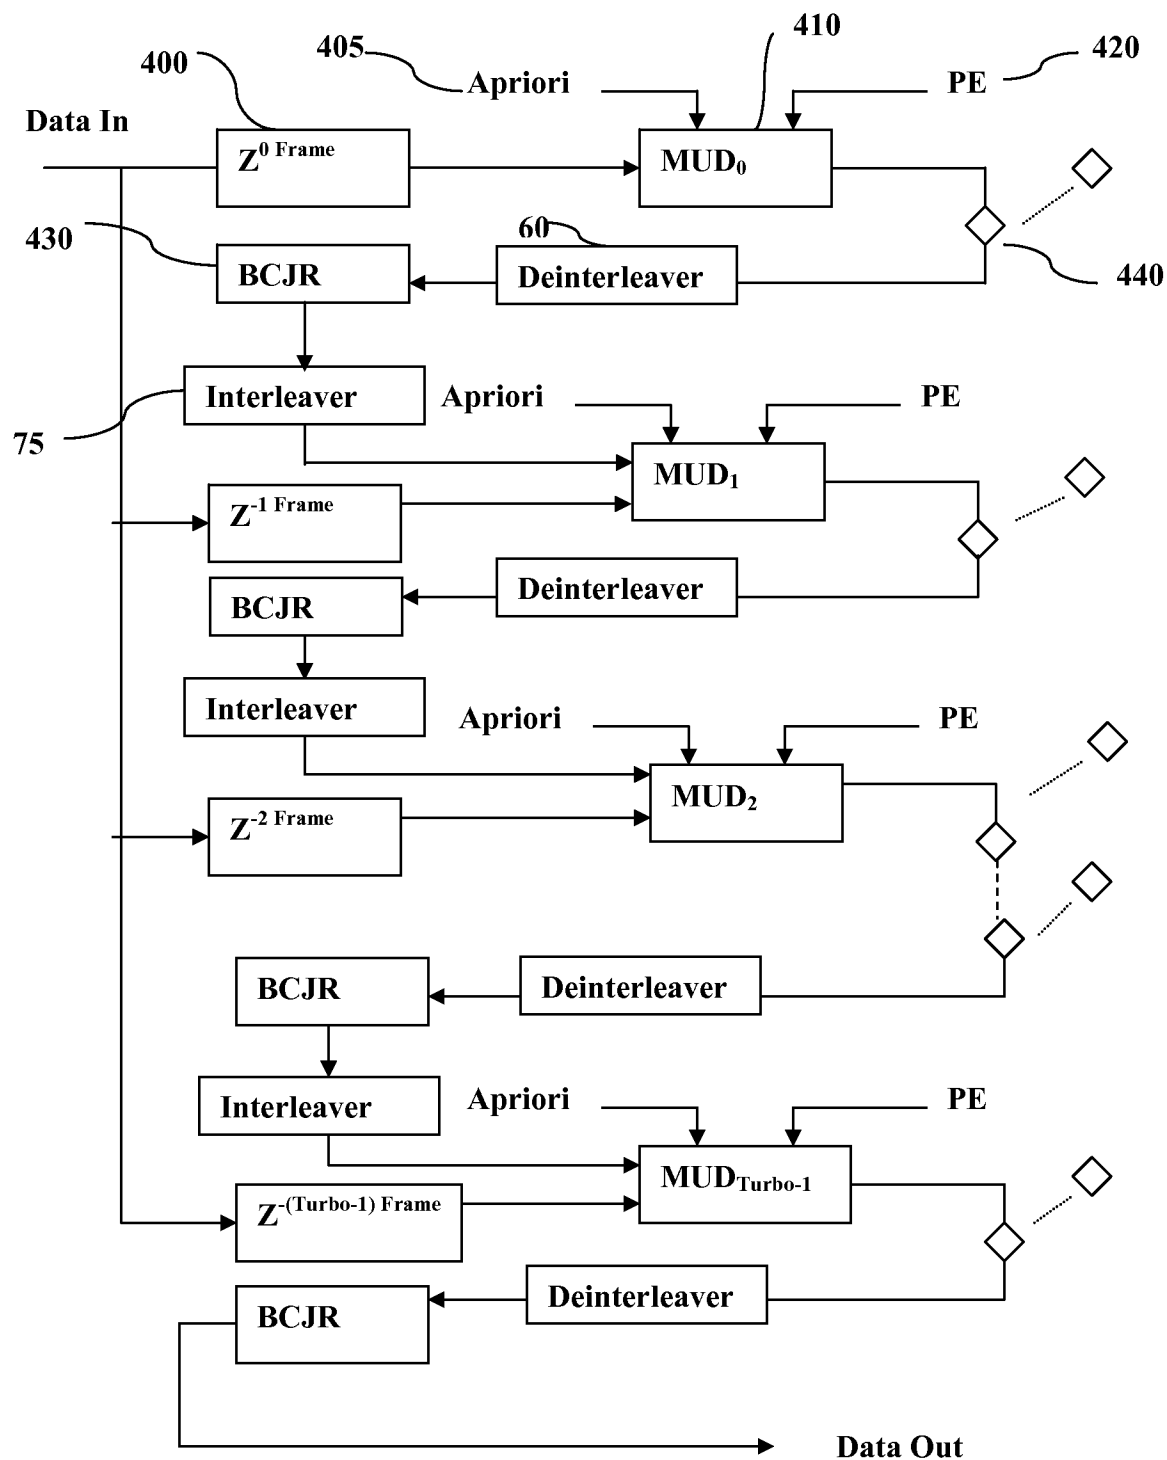 405
410
420
400
Apriori
PE
Data In
Z0 Frame
MUD0
430
60
440
BCJR
Deinterleaver
Interleaver
Apriori
PE
75
MUD1
Z-1 Frame
BCJR
Deinterleaver
Interleaver
Apriori
PE
MUD2
Z-2 Frame
BCJR
Deinterleaver
Interleaver
Apriori
PE
MUDTurbo-1
Z-(Turbo-1) Frame
BCJR
Deinterleaver
Data Out